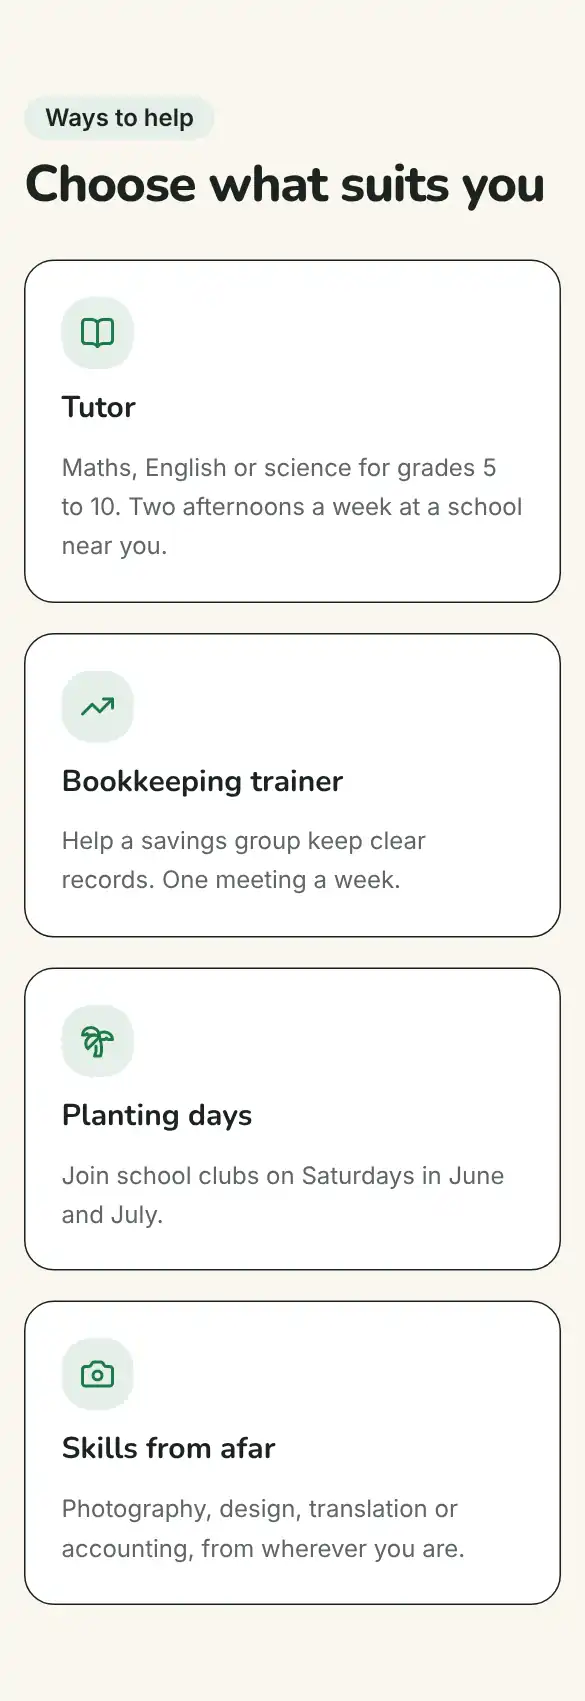 Ways to help
Choose what suits you
Tutor
Maths, English or science for grades 5
to 10. Two afternoons a week at a school
near you.
Bookkeeping trainer
Help a savings group keep clear
records. One meeting a week.
Planting days
Join school clubs on Saturdays in June
and July.
Skills from afar
Photography, design, translation or
accounting, from wherever you are.